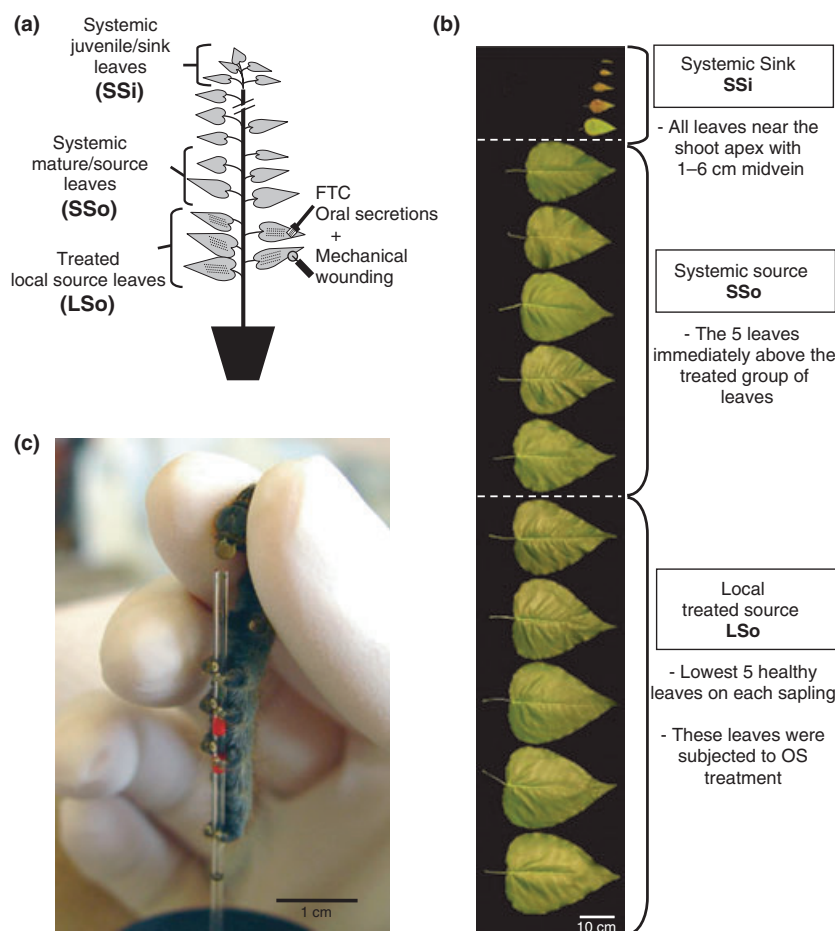 (a)
Systemic
juvenile/sink
leaves
(SSi)
Systemic
mature/source
leaves
(SSo)
Treated
local source leaves
(LSo)
FTC
Oral secretions
+
Mechanical
wounding
(b)
Systemic Sink
SSi
- All leaves near the
shoot apex with
1–6 cm midvein
Systemic source
SSo
- The 5 leaves
immediately above the
treated group of
leaves
Local
treated source
LSo
- Lowest 5 healthy
leaves on each sapling
- These leaves were
subjected to OS
treatment
10 cm
(c)
1 cm